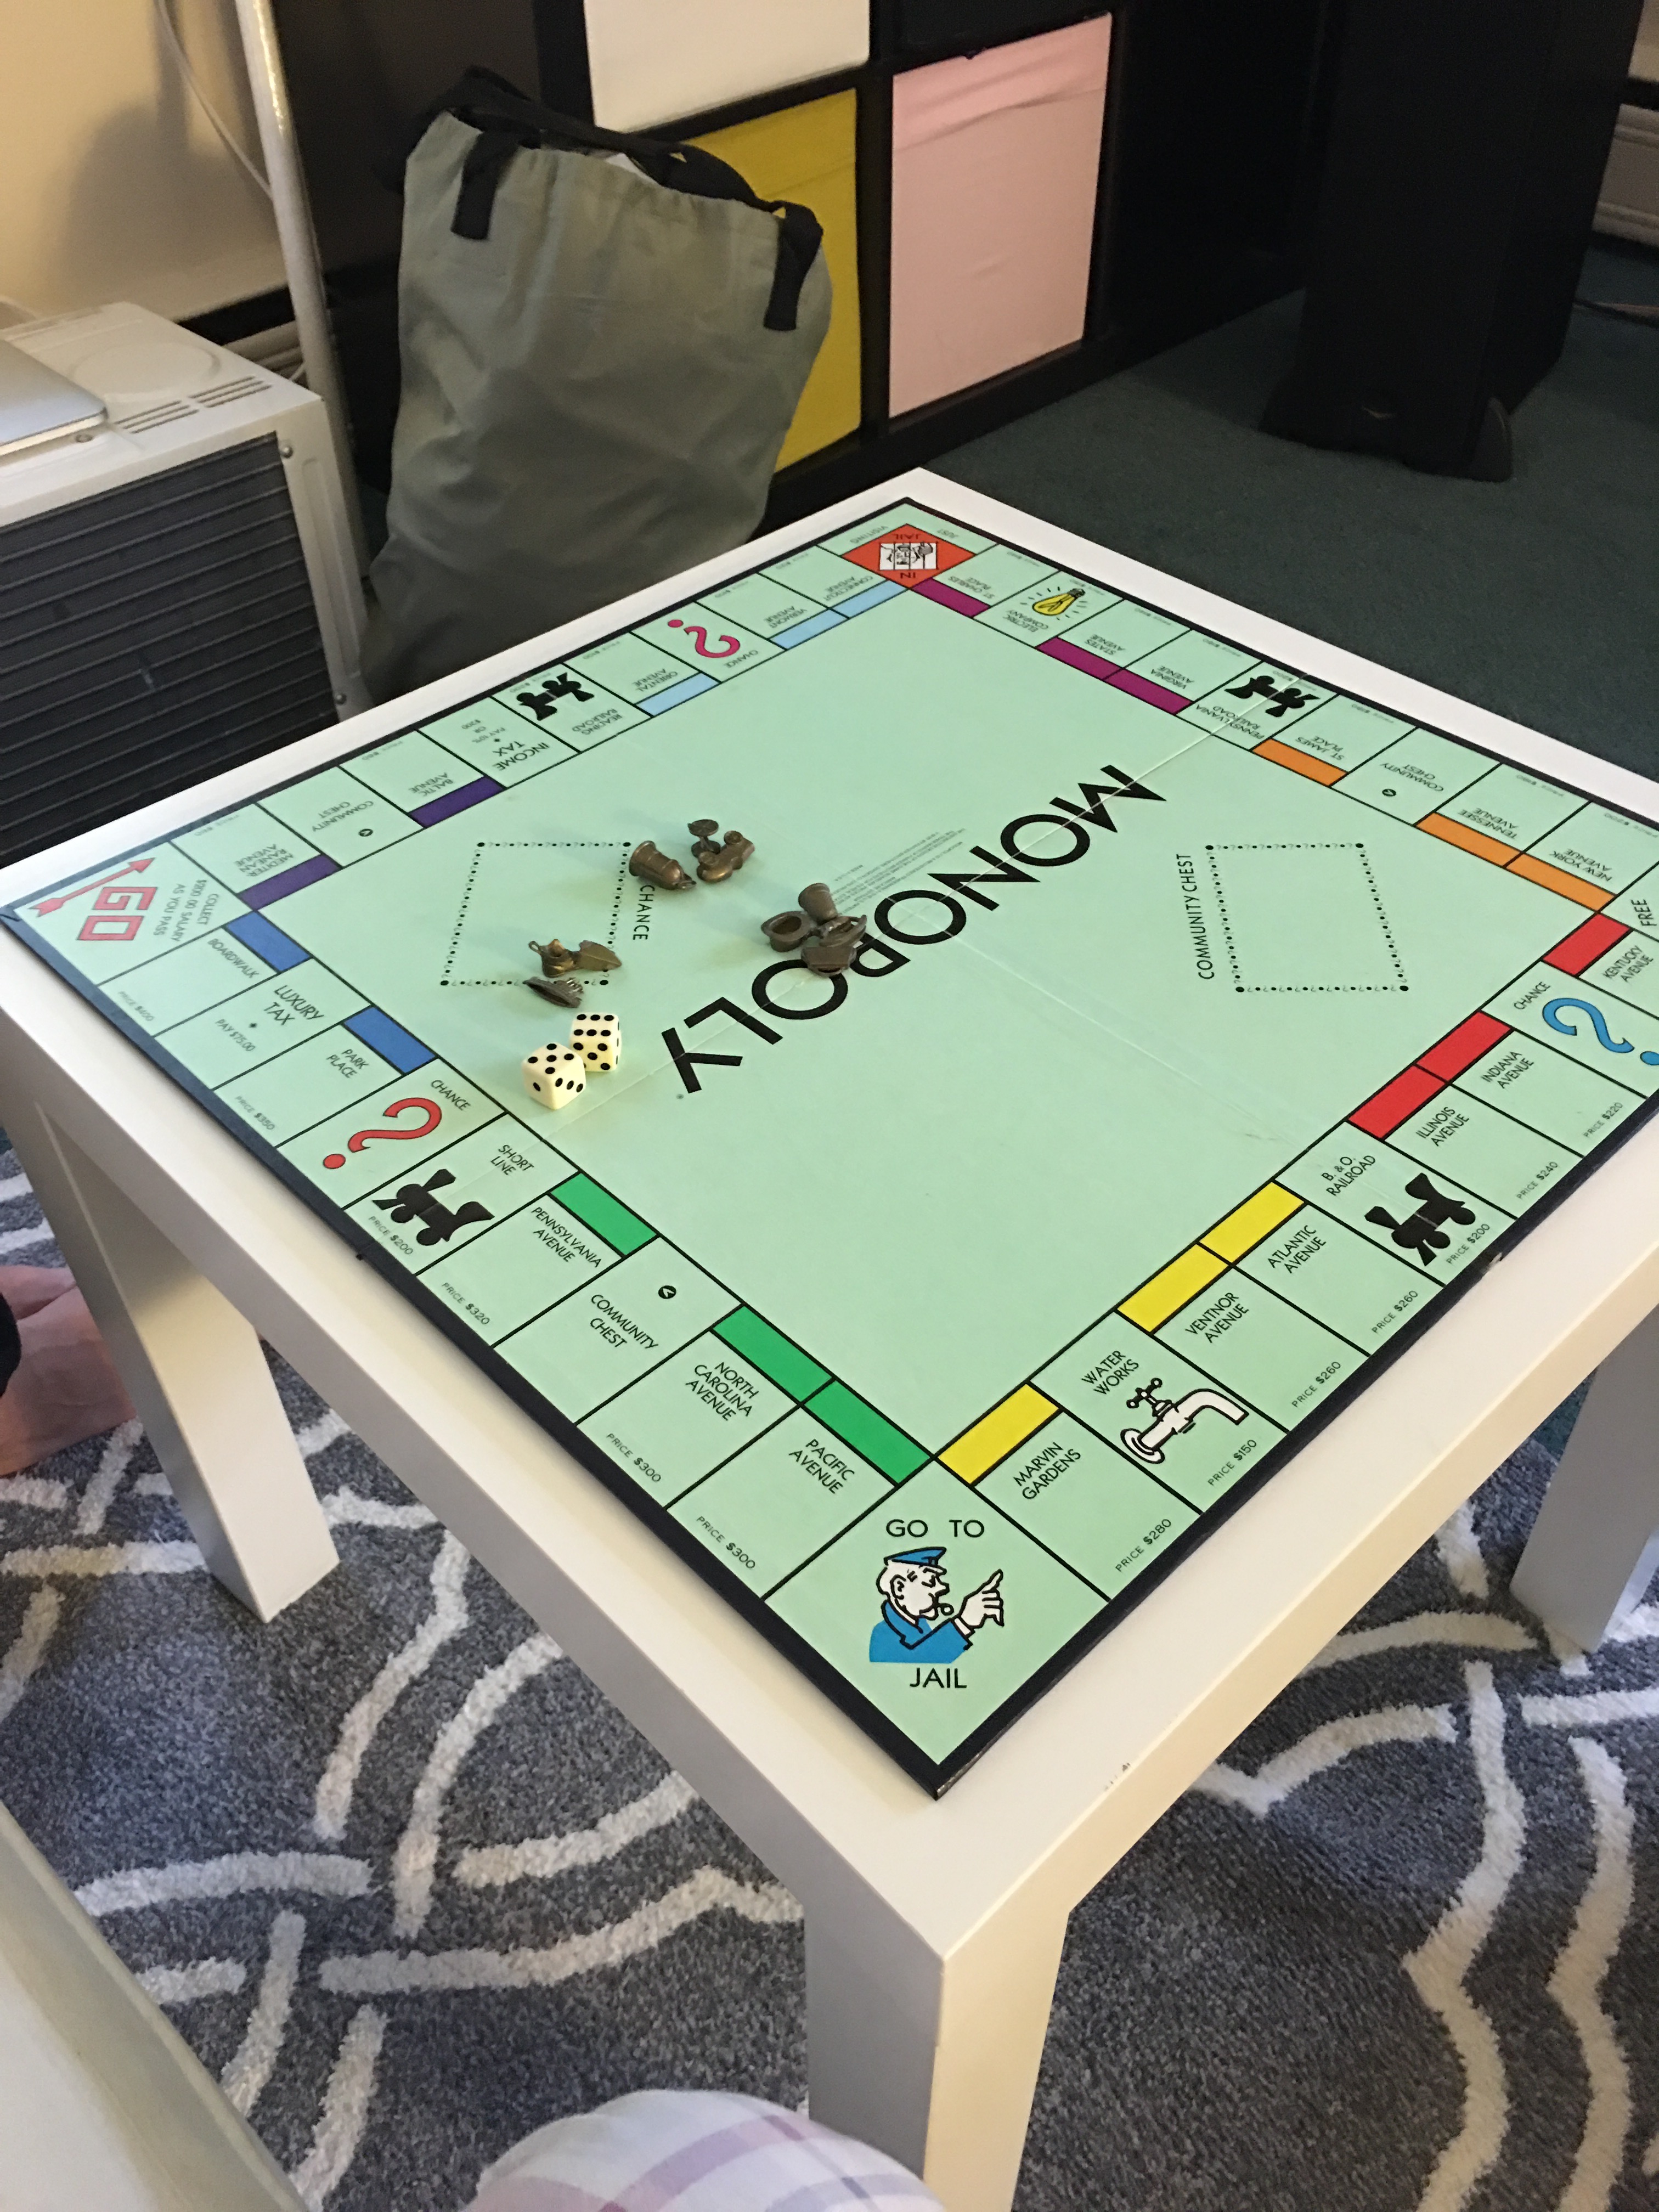 GO
COLLECT
$200.00 SALARY
AS YOU PASS
MEDITER
RANEAN
AVENUE
COMMUNITY
CHEST
BALTIC
AVENUE
INCOME
TAX
READING
RAILROAD
ORIENTAL
AVENUE
CHANCE
?
VERMONT
AVENUE
CONNECTICUT
AVENUE
IN
JAIL
JUST
VISITING
ST. CHARLES
PLACE
ELECTRIC
COMPANY
STATES
AVENUE
VIRGINIA
AVENUE
PENNSYLVANIA
RAILROAD
ST. JAMES
PLACE
COMMUNITY
CHEST
TENNESSEE
AVENUE
NEW YORK
AVENUE
FREE
KENTUCKY
AVENUE
CHANCE
?
INDIANA
AVENUE
PRICE $220
ILLINOIS
AVENUE
PRICE $240
B. & O.
RAILROAD
PRICE $200
ATLANTIC
AVENUE
PRICE $260
VENTNOR
AVENUE
PRICE $260
WATER
WORKS
PRICE $150
MARVIN
GARDENS
PRICE $280
GO TO
JAIL
PACIFIC
AVENUE
PRICE $300
NORTH
CAROLINA
AVENUE
PRICE $300
COMMUNITY
CHEST
PENNSYLVANIA
AVENUE
PRICE $320
SHORT
LINE
PRICE $200
CHANCE
?
PARK
PLACE
PRICE $350
LUXURY
TAX
PAY $75.00
BOARDWALK
PRICE $400
CHANCE
MONOPOLY
COMMUNITY CHEST